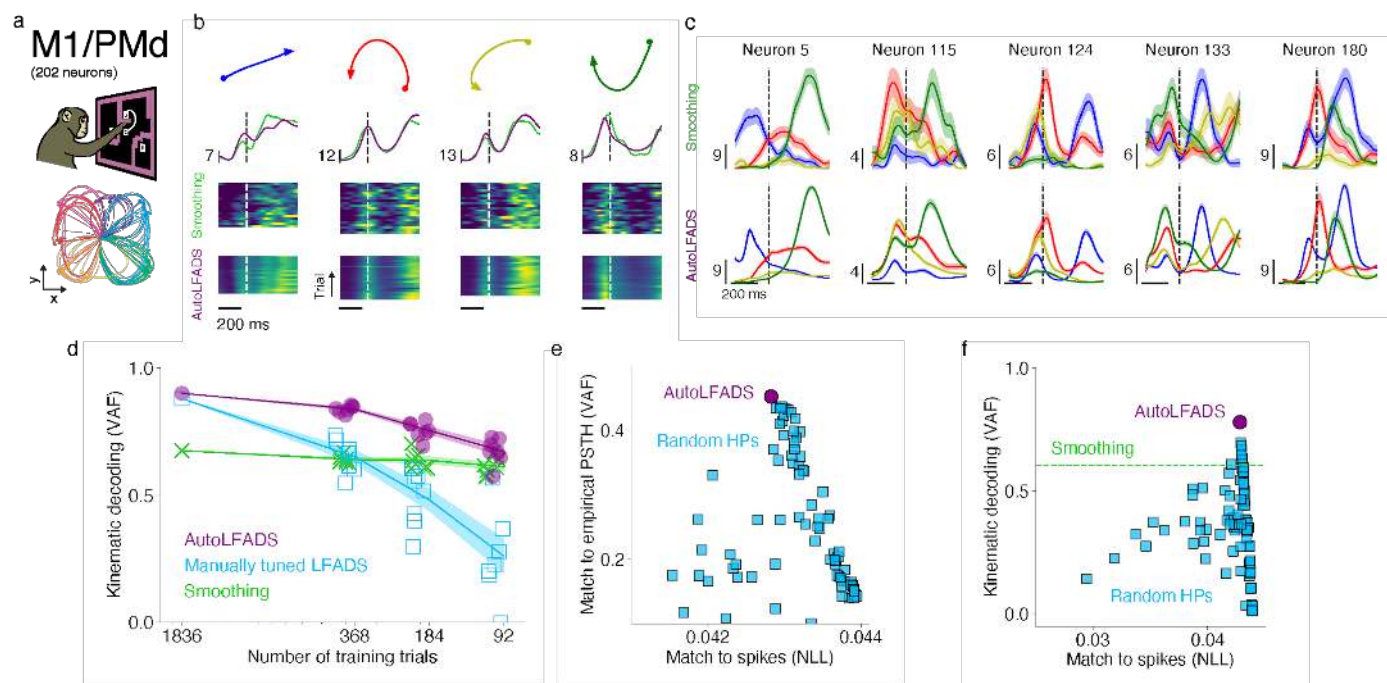 a
M1/PMd
(202 neurons)
y
x
b
7
12
13
8
Smoothing
AutoLFADS
Trial
200 ms
c
Neuron 5
Neuron 115
Neuron 124
Neuron 133
Neuron 180
Smoothing
9
4
6
6
9
AutoLFADS
9
4
6
6
9
200 ms
d
Kinematic decoding (VAF)
1.0
0.5
0.0
AutoLFADS
Manually tuned LFADS
Smoothing
1836
368
184
92
Number of training trials
e
Match to empirical PSTH (VAF)
0.4
0.2
AutoLFADS
Random HPs
0.042
0.044
Match to spikes (NLL)
f
Kinematic decoding (VAF)
1.0
0.5
0.0
AutoLFADS
Smoothing
Random HPs
0.03
0.04
Match to spikes (NLL)